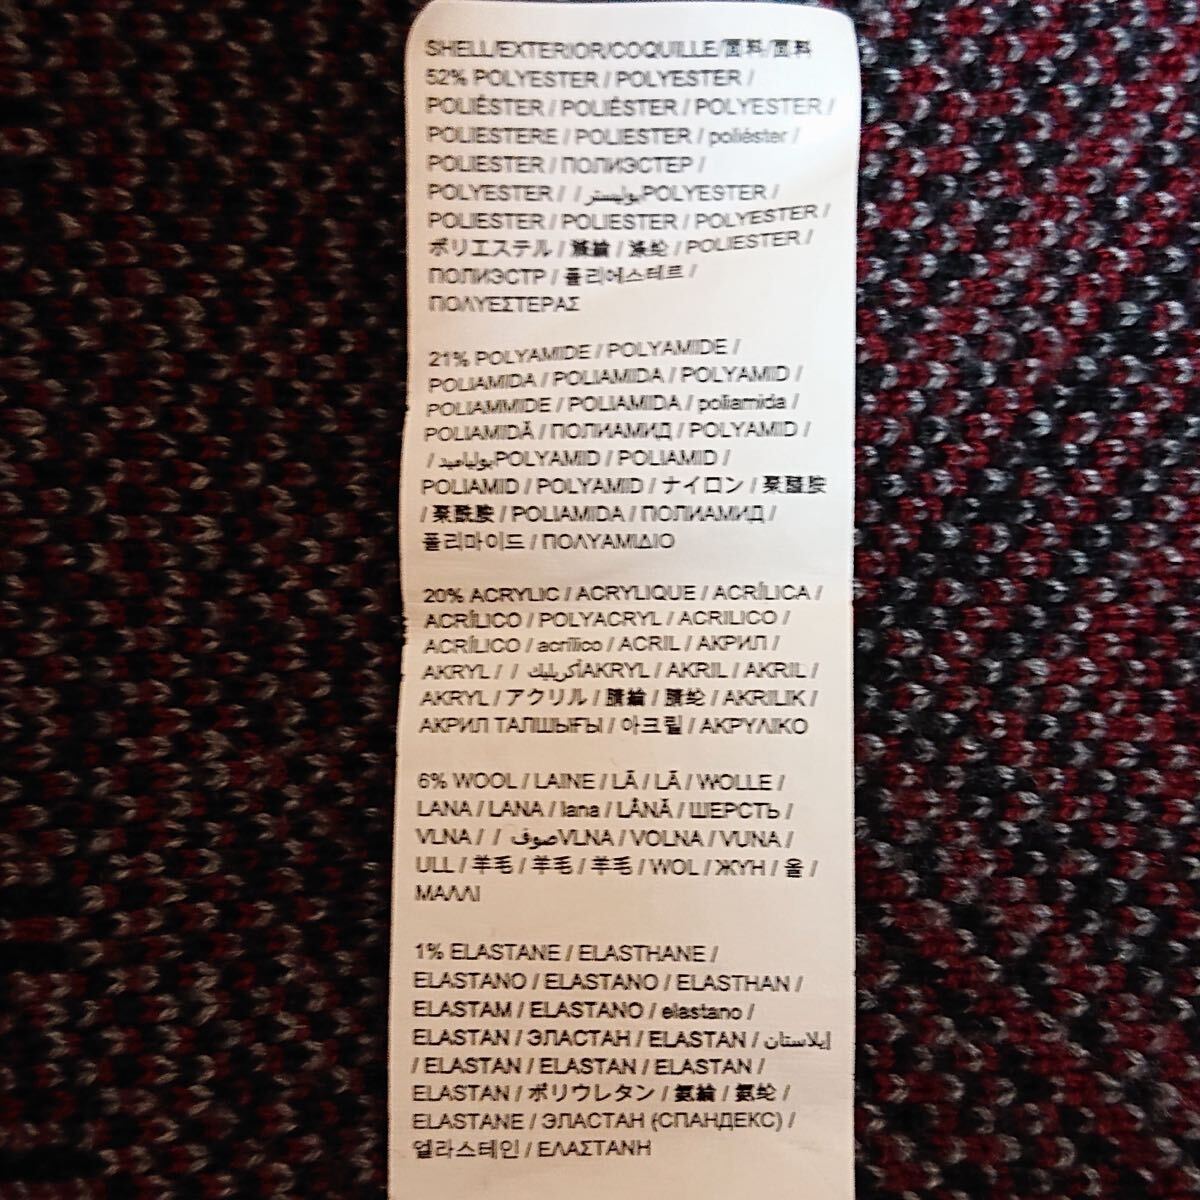 SHELL/EXTERIOR/COQUILLE/面料/面料
52% POLYESTER / POLYESTER /
POLIÉSTER / POLIÉSTER / POLYESTER /
POLIESTERE / POLIESTER / poliéster /
POLIESTER / ПОЛИЭСТЕР /
POLYESTER / / بوليستر POLYESTER /
POLIESTER / POLIESTER / POLYESTER /
ポリエステル / 滌綸 / 涤纶 / POLIESTER /
ПОЛИЭСТР / 폴리에스테르 /
ΠΟΛΥΕΣΤΕΡΑΣ
21% POLYAMIDE / POLYAMIDE /
POLIAMIDA / POLIAMIDA / POLYAMID /
POLIAMMIDE / POLIAMIDA / poliamida /
POLIAMIDĂ / ПОЛИАМИД / POLYAMID /
/ بولياميد POLYAMID / POLIAMID /
POLIAMID / POLYAMID / ナイロン / 聚醯胺
/ 聚酰胺 / POLIAMIDA / ПОЛИАМИД /
폴리마이드 / ΠΟΛΥΑΜΙΔΙΟ
20% ACRYLIC / ACRYLIQUE / ACRÍLICA /
ACRÍLICO / POLYACRYL / ACRILICO /
ACRÍLICO / acrílico / ACRIL / АКРИЛ /
AKRYL / / أكريليك AKRYL / AKRIL / AKRIL /
AKRYL / アクリル / 腈綸 / 腈纶 / AKRILIK /
АКРИЛ ТАЛШЫҒЫ / 아크릴 / ΑΚΡΥΛΙΚΟ
6% WOOL / LAINE / LÃ / LÃ / WOLLE /
LANA / LANA / lana / LÂNĂ / ШЕРСТЬ /
VLNA / / صوف VLNA / VOLNA / VUNA /
ULL / 羊毛 / 羊毛 / 羊毛 / WOL / ЖҮН / 울 /
ΜΑΛΛΙ
1% ELASTANE / ELASTHANE /
ELASTANO / ELASTANO / ELASTHAN /
ELASTAM / ELASTANO / elastano /
ELASTAN / ЭЛАСТАН / ELASTAN / إيلاستان
/ ELASTAN / ELASTAN / ELASTAN /
ELASTAN / ポリウレタン / 氨綸 / 氨纶 /
ELASTANE / ЭЛАСТАН (СПАНДЕКС) /
엘라스테인 / ΕΛΑΣΤΑΝΗ